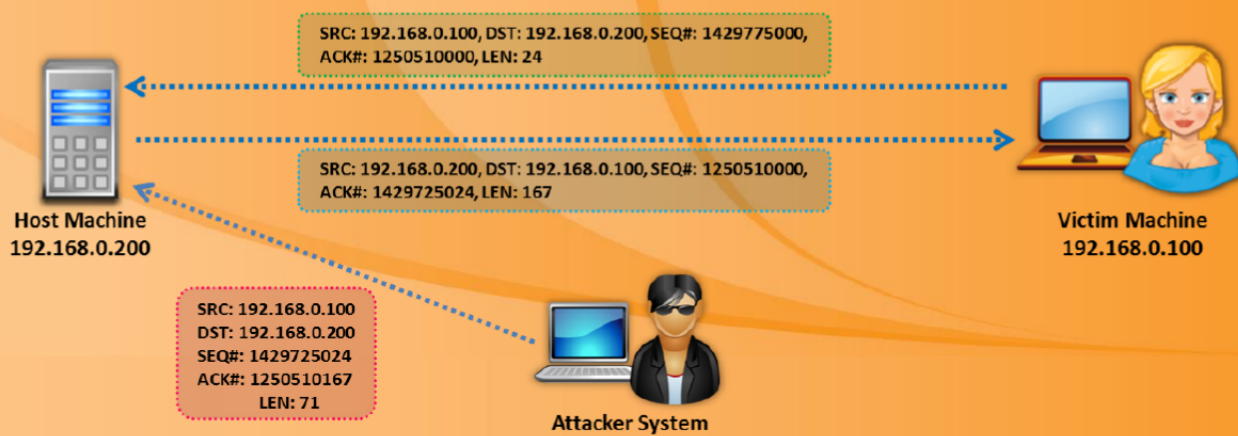 SRC: 192.168.0.100, DST: 192.168.0.200, SEQ#: 1429775000,
ACK#: 1250510000, LEN: 24
SRC: 192.168.0.200, DST: 192.168.0.100, SEQ#: 1250510000,
ACK#: 1429725024, LEN: 167
Host Machine
192.168.0.200
Victim Machine
192.168.0.100
SRC: 192.168.0.100
DST: 192.168.0.200
SEQ#: 1429725024
ACK#: 1250510167
LEN: 71
Attacker System